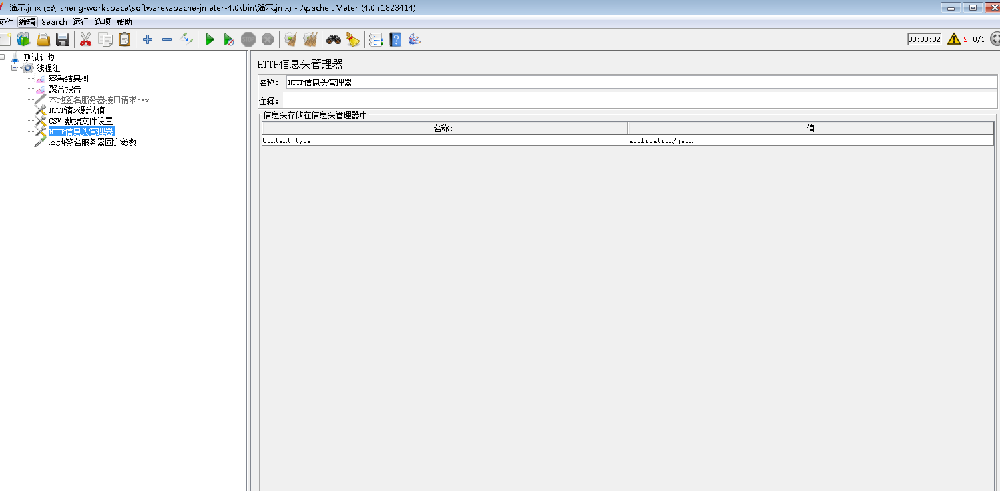 演示.jmx (E:\lisheng-workspace\software\apache-jmeter-4.0\bin\演示.jmx) - Apache JMeter (4.0 r1823414)
文件 编辑 Search 运行 选项 帮助
STOP
?
00:00:02 2 0/1
测试计划
线程组
察看结果树
聚合报告
本地签名服务器接口请求csv
HTTP请求默认值
CSV 数据文件设置
HTTP信息头管理器
本地签名服务器固定参数
HTTP信息头管理器
名称: HTTP信息头管理器
注释:
信息头存储在信息头管理器中
名称: 值
Content-type application/json